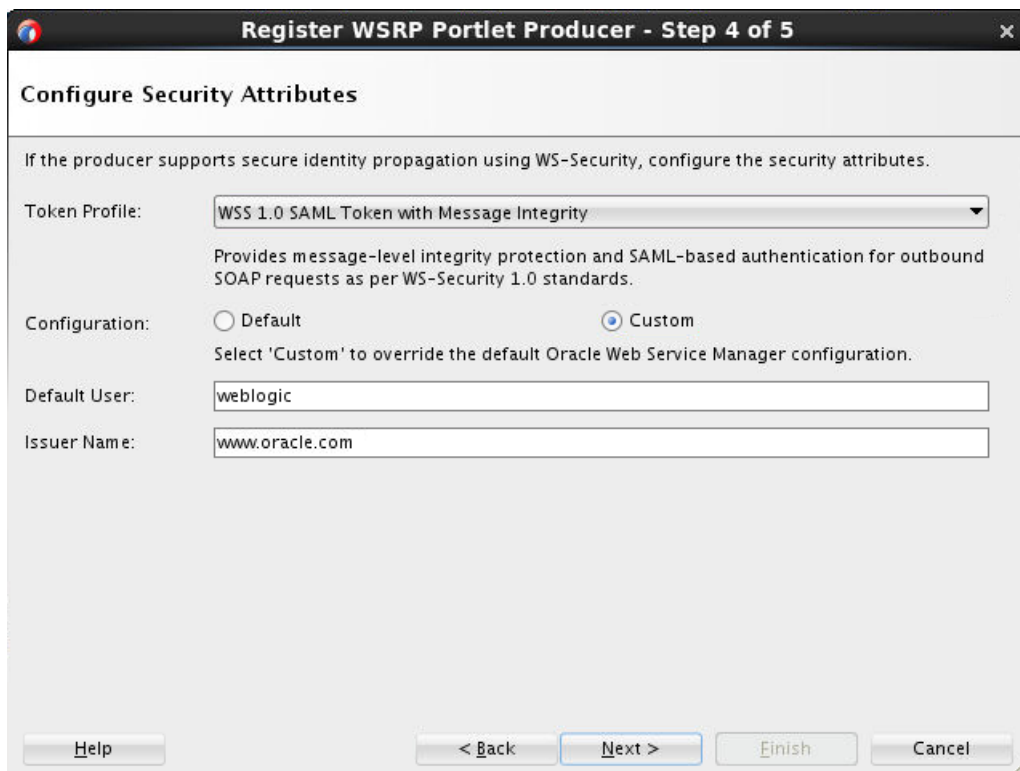 Register WSRP Portlet Producer - Step 4 of 5
Configure Security Attributes
If the producer supports secure identity propagation using WS-Security, configure the security attributes.
Token Profile: WSS 1.0 SAML Token with Message Integrity
Provides message-level integrity protection and SAML-based authentication for outbound
SOAP requests as per WS-Security 1.0 standards.
Configuration: Default Custom
Select 'Custom' to override the default Oracle Web Service Manager configuration.
Default User: weblogic
Issuer Name: www.oracle.com
Help < Back Next > Finish Cancel